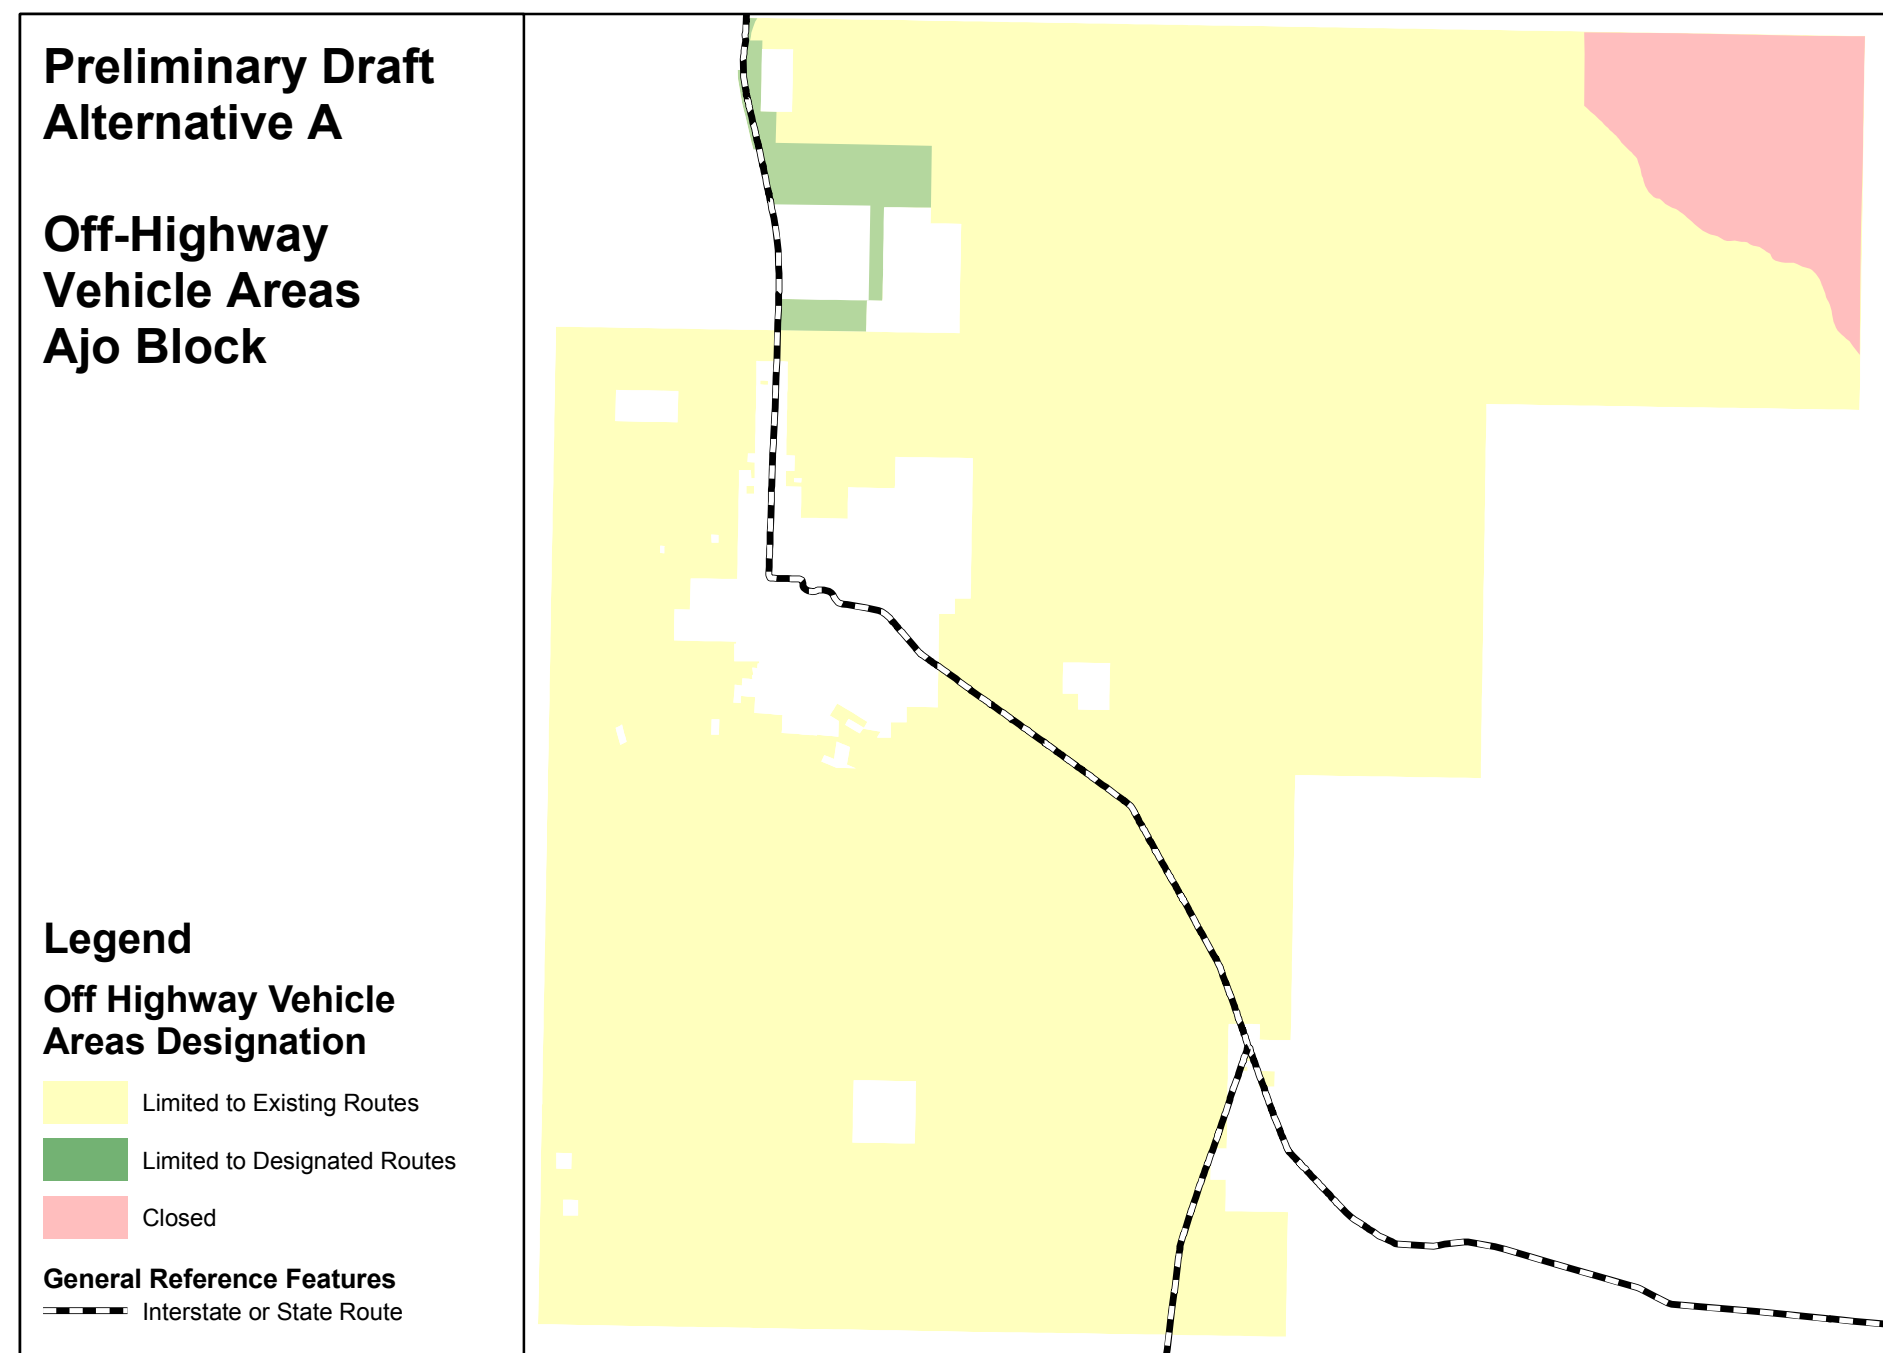 Preliminary Draft
Alternative A
Off-Highway
Vehicle Areas
Ajo Block
Legend
Off Highway Vehicle
Areas Designation
Limited to Existing Routes
Limited to Designated Routes
Closed
General Reference Features
Interstate or State Route